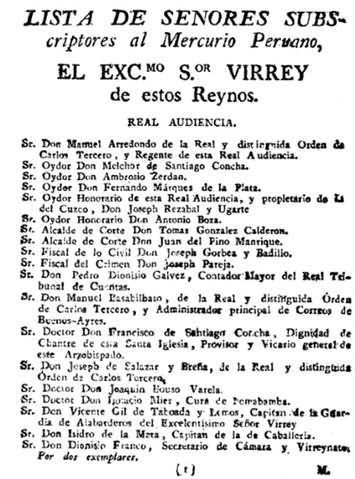 LISTA DE SENORES SUBS-
criptores al Mercurio Peruano,
EL EXC.MO S.OR VIRREY
de estos Reynos.
REAL AUDIENCIA.
Sr. Don Manuel Arredondo de la Real y distinguida Orden de
Carlos Tercero, y Regente de esta Real Audiencia.
Sr. Oydor Don Melchor de Santiago Concha.
Sr. Oydor Don Ambrosio Zerdan.
Sr. Oydor Don Fernando Márques de la Plata.
Sr. Oydor Honorario de esta Real Audiencia, y propietario de la
del Cuzco, Don Joseph Rezabal y Ugarte
Sr. Oydor Honorario Don Antonio Boza.
Sr. Alcalde de Corte Don Tomas Gonzalez Calderon.
Sr. Alcalde de Corte Don Juan del Pino Manrique.
Sr. Fiscal de lo Civil Don Joseph Gorbea y Badillo.
Sr. Fiscal del Crimen Don Joseph Pareja.
Sr. Don Pedro Dionisio Galvez, Contador Mayor del Real Tri-
bunal de Cuentas.
Sr. Don Manuel Basabilbaso, de la Real y distinguida Órden
de Carlos Tercero, y Administrador principal de Correos de
Buenos-Ayres.
Sr. Doctor Don Francisco de Santiago Concha, Dignidad de
Chantre de esta Santa Iglesia, Provisor y Vicario general de
este Arzobispado.
Sr. Don Joseph de Salazar y Breña, de la Real y distinguida
Órden de Carlos Tercero,
Sr. Doctor Don Joaquin Bouso Varela.
Sr. Doctor Don Ignacio Mier, Cura de
Sr. Don Vicente Gil de Taboada y Lemos, Capitan de la Guar-
dia de Alabarderos del Excelentísimo Señor Virrey
Sr. Don Isidro de la Mata, Capitan de la de Caballería.
Sr. Don Dionisio Franco, Secretario de Cámara y Virreynato
Por dos exemplares.
(1) M.